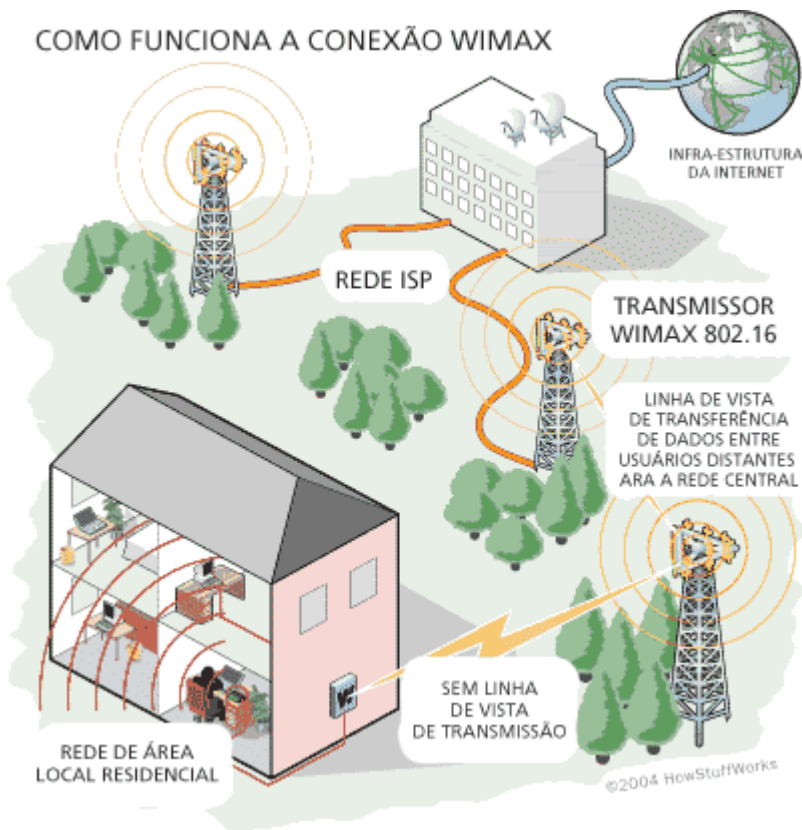 COMO FUNCIONA A CONEXÃO WIMAX
INFRA-ESTRUTURA
DA INTERNET
REDE ISP
TRANSMISSOR
WIMAX 802.16
LINHA DE VISTA
DE TRANSFERÊNCIA
DE DADOS ENTRE
USUÁRIOS DISTANTES
ARA A REDE CENTRAL
SEM LINHA
DE VISTA
DE TRANSMISSÃO
REDE DE ÁREA
LOCAL RESIDENCIAL
©2004 HowStuffWorks